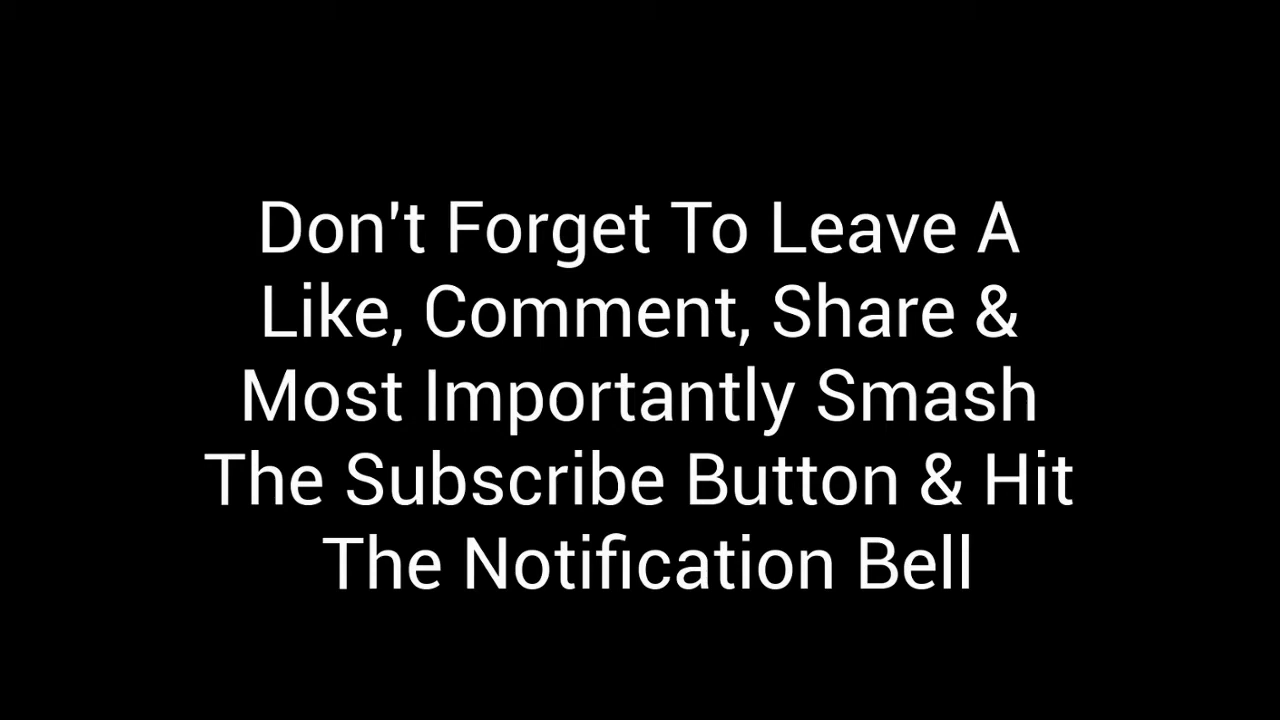 Don't Forget To Leave A
Like, Comment, Share &
Most Importantly Smash
The Subscribe Button & Hit
The Notification Bell